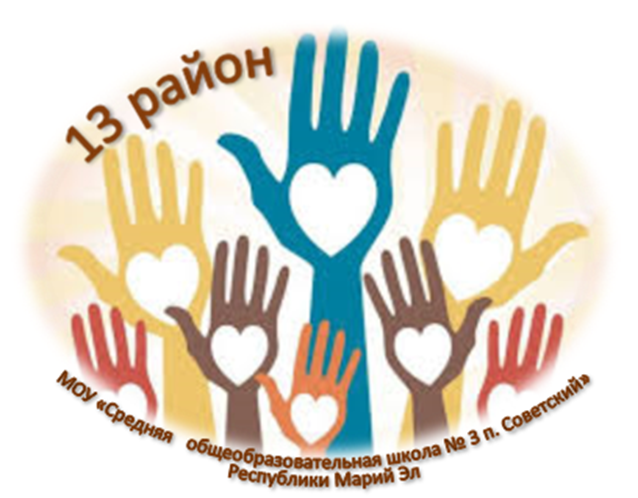 13 район
МОУ «Средняя общеобразовательная школа № 3 п. Советский»
Республики Марий Эл